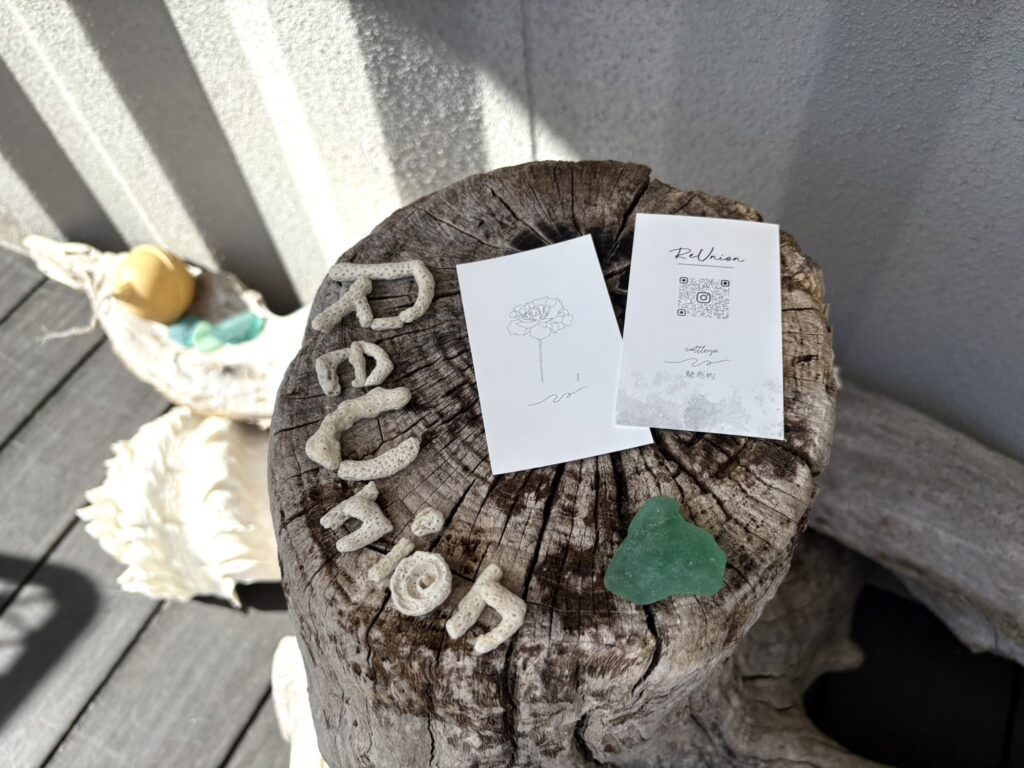 ReUnion
S
ReUnion
cattleya
魅惑的